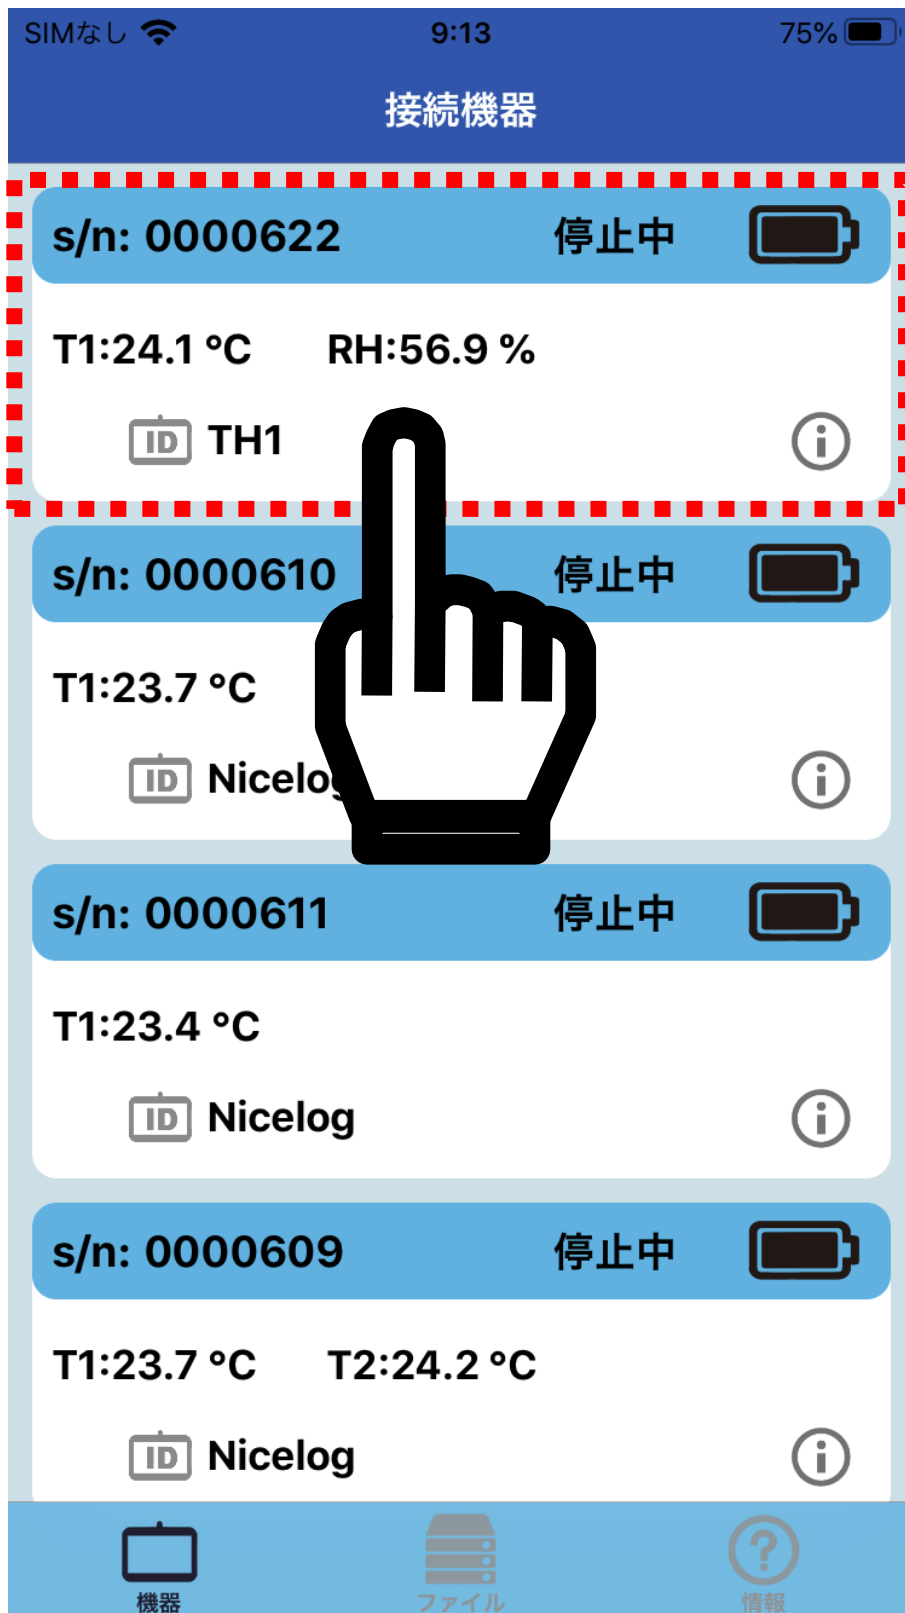 SIMなし 9:13 75%
接続機器
s/n: 0000622 停止中
T1:24.1 °C RH:56.9 %
ID TH1
s/n: 0000610 停止中
T1:23.7 °C
ID Nicelog
s/n: 0000611 停止中
T1:23.4 °C
ID Nicelog
s/n: 0000609 停止中
T1:23.7 °C T2:24.2 °C
ID Nicelog
機器 ファイル 情報